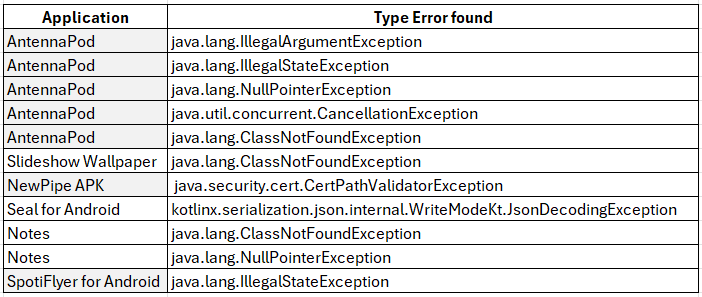 Application Type Error found
AntennaPod java.lang.IllegalArgumentException
AntennaPod java.lang.IllegalStateException
AntennaPod java.lang.NullPointerException
AntennaPod java.util.concurrent.CancellationException
AntennaPod java.lang.ClassNotFoundException
Slideshow Wallpaper java.lang.ClassNotFoundException
NewPipe APK java.security.cert.CertPathValidatorException
Seal for Android kotlinx.serialization.json.internal.WriteModeKt.JsonDecodingException
Notes java.lang.ClassNotFoundException
Notes java.lang.NullPointerException
SpotiFlyer for Android java.lang.IllegalStateException